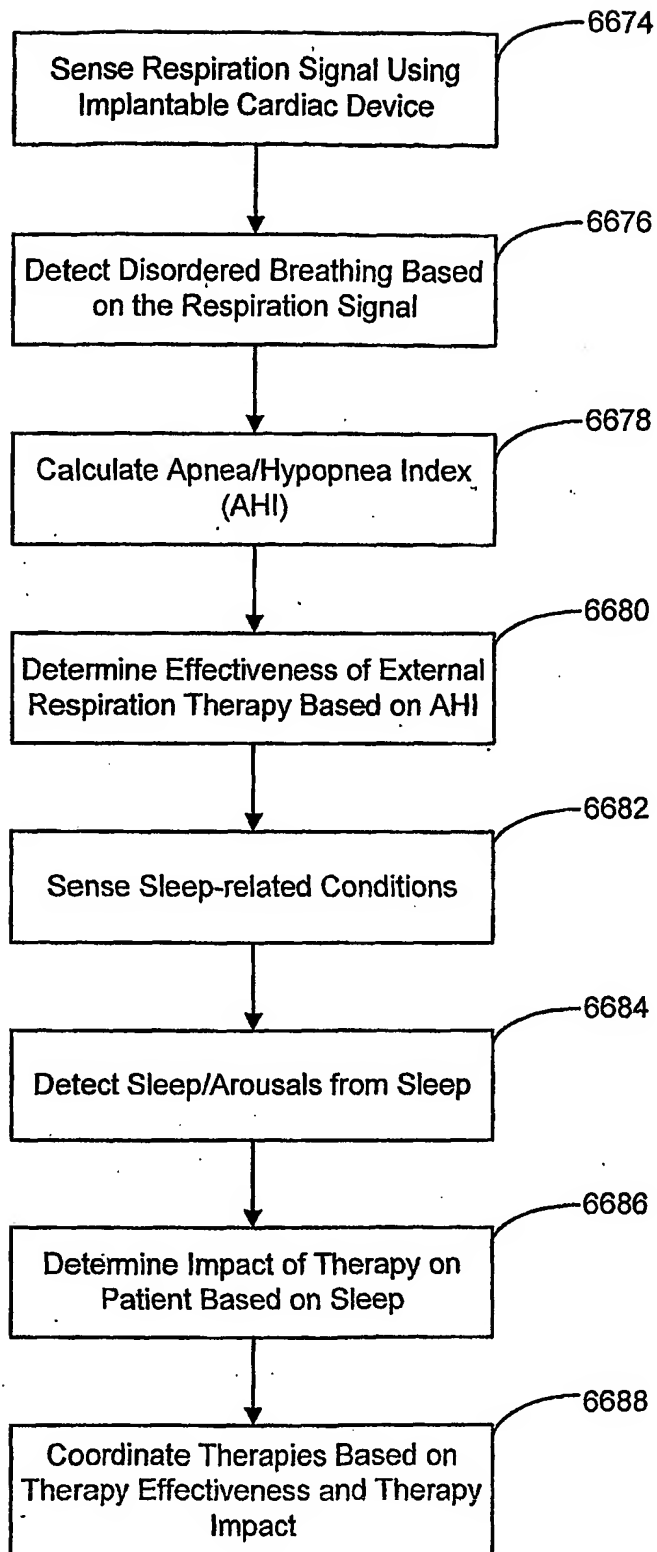 6674
Sense Respiration Signal Using
Implantable Cardiac Device
6676
Detect Disordered Breathing Based
on the Respiration Signal
6678
Calculate Apnea/Hypopnea Index
(AHI)
6680
Determine Effectiveness of External
Respiration Therapy Based on AHI
6682
Sense Sleep-related Conditions
6684
Detect Sleep/Arousals from Sleep
6686
Determine Impact of Therapy on
Patient Based on Sleep
6688
Coordinate Therapies Based on
Therapy Effectiveness and Therapy
Impact